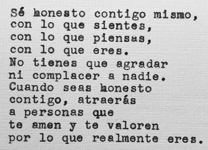 Sé honesto contigo mismo,
con lo que sientes,
con lo que piensas,
con lo que eres.
No tienes que agradar
ni complacer a nadie.
Cuando seas honesto
contigo, atraerás
a personas que
te amen y te valoren
por lo que realmente eres.